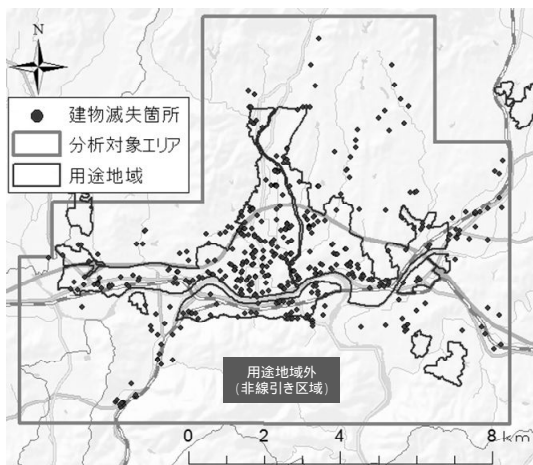 N
建物滅失箇所
分析対象エリア
用途地域
用途地域外
(非線引き区域)
0 2 4 6 8 km